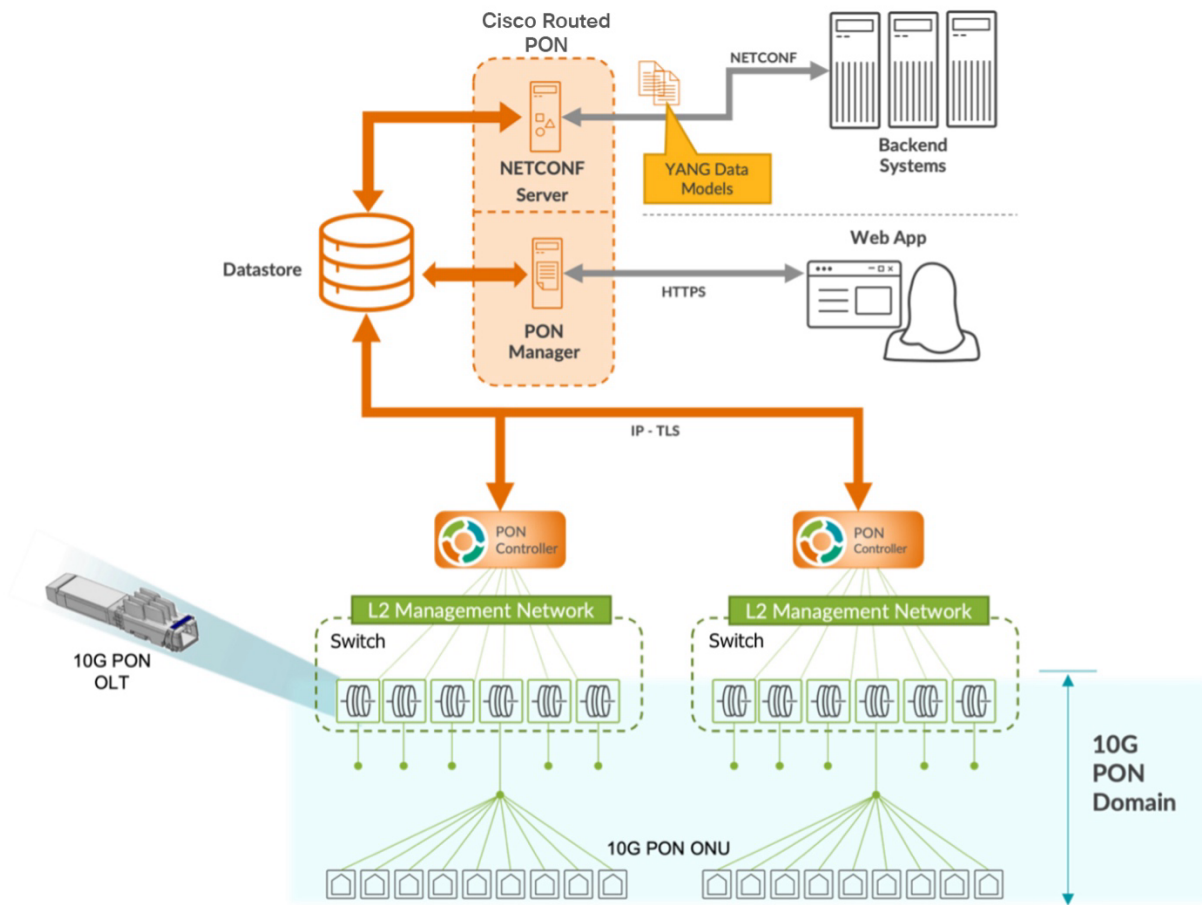 Cisco Routed
PON
NETCONF
Server
NETCONF
YANG Data
Models
Backend
Systems
Datastore
PON
Manager
HTTPS
Web App
IP - TLS
PON
Controller
PON
Controller
L2 Management Network
L2 Management Network
Switch
Switch
10G PON
OLT
10G
PON
Domain
10G PON ONU